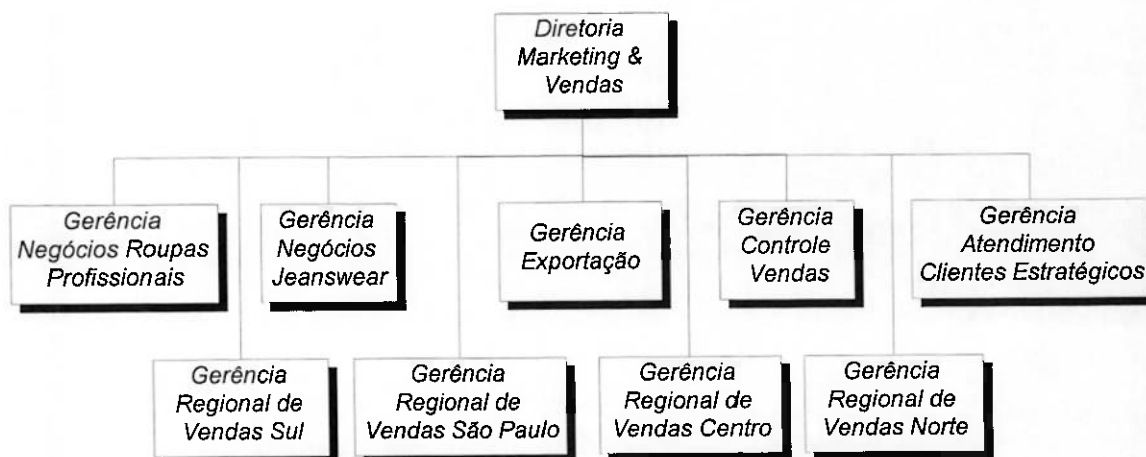 Diretoria
Marketing &
Vendas
Gerência
Negócios Roupas
Profissionais
Gerência
Negócios
Jeanswear
Gerência
Exportação
Gerência
Controle
Vendas
Gerência
Atendimento
Clientes Estratégicos
Gerência
Regional de
Vendas Sul
Gerência
Regional de
Vendas São Paulo
Gerência
Regional de
Vendas Centro
Gerência
Regional de
Vendas Norte